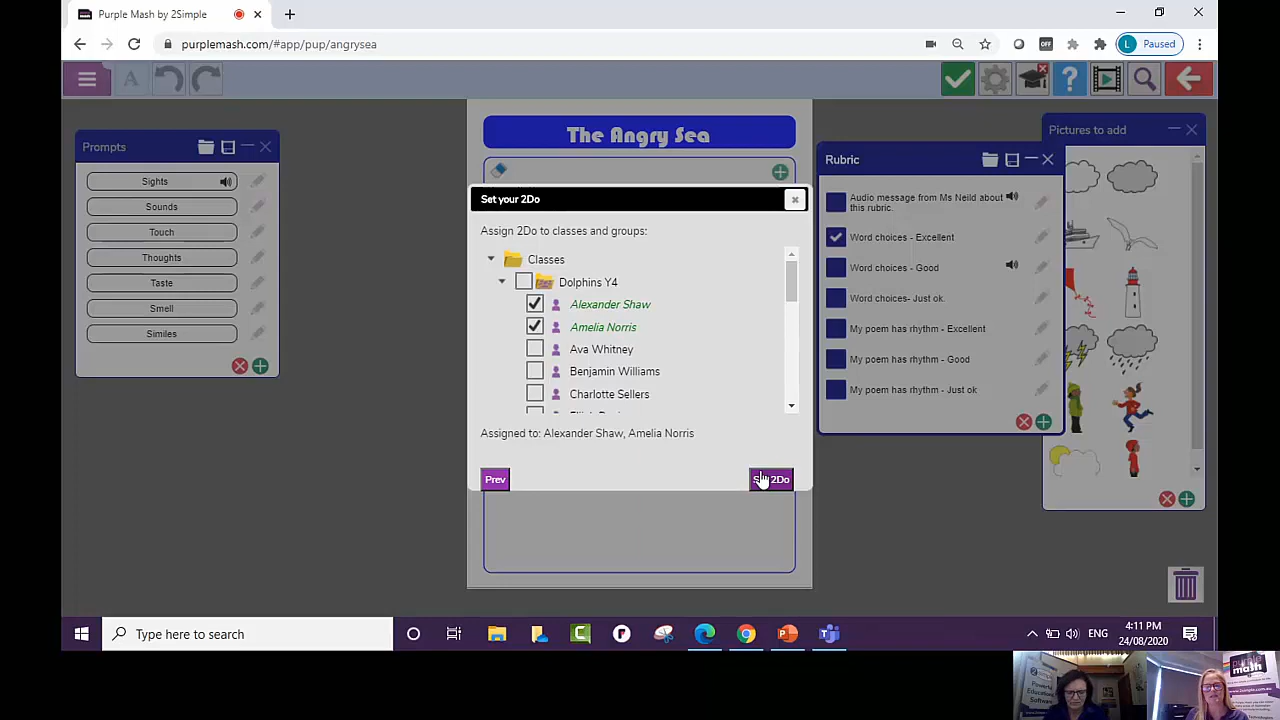 Purple Mash by 2Simple
purplemash.com/#app/pup/angrysea
OFF
L
Paused
A
?
Prompts
Sights
Sounds
Touch
Thoughts
Taste
Smell
Similes
The Angry Sea
Set your 2Do
Assign 2Do to classes and groups:
Classes
Dolphins Y4
Alexander Shaw
Amelia Norris
Ava Whitney
Benjamin Williams
Charlotte Sellers
Assigned to: Alexander Shaw, Amelia Norris
Prev
2Do
Rubric
Audio message from Ms Neild about
this rubric.
Word choices - Excellent
Word choices - Good
Word choices- Just ok.
My poem has rhythm - Excellent
My poem has rhythm - Good
My poem has rhythm - Just ok
Pictures to add
Type here to search
ENG
4:11 PM
24/08/2020
Software
purple
mash